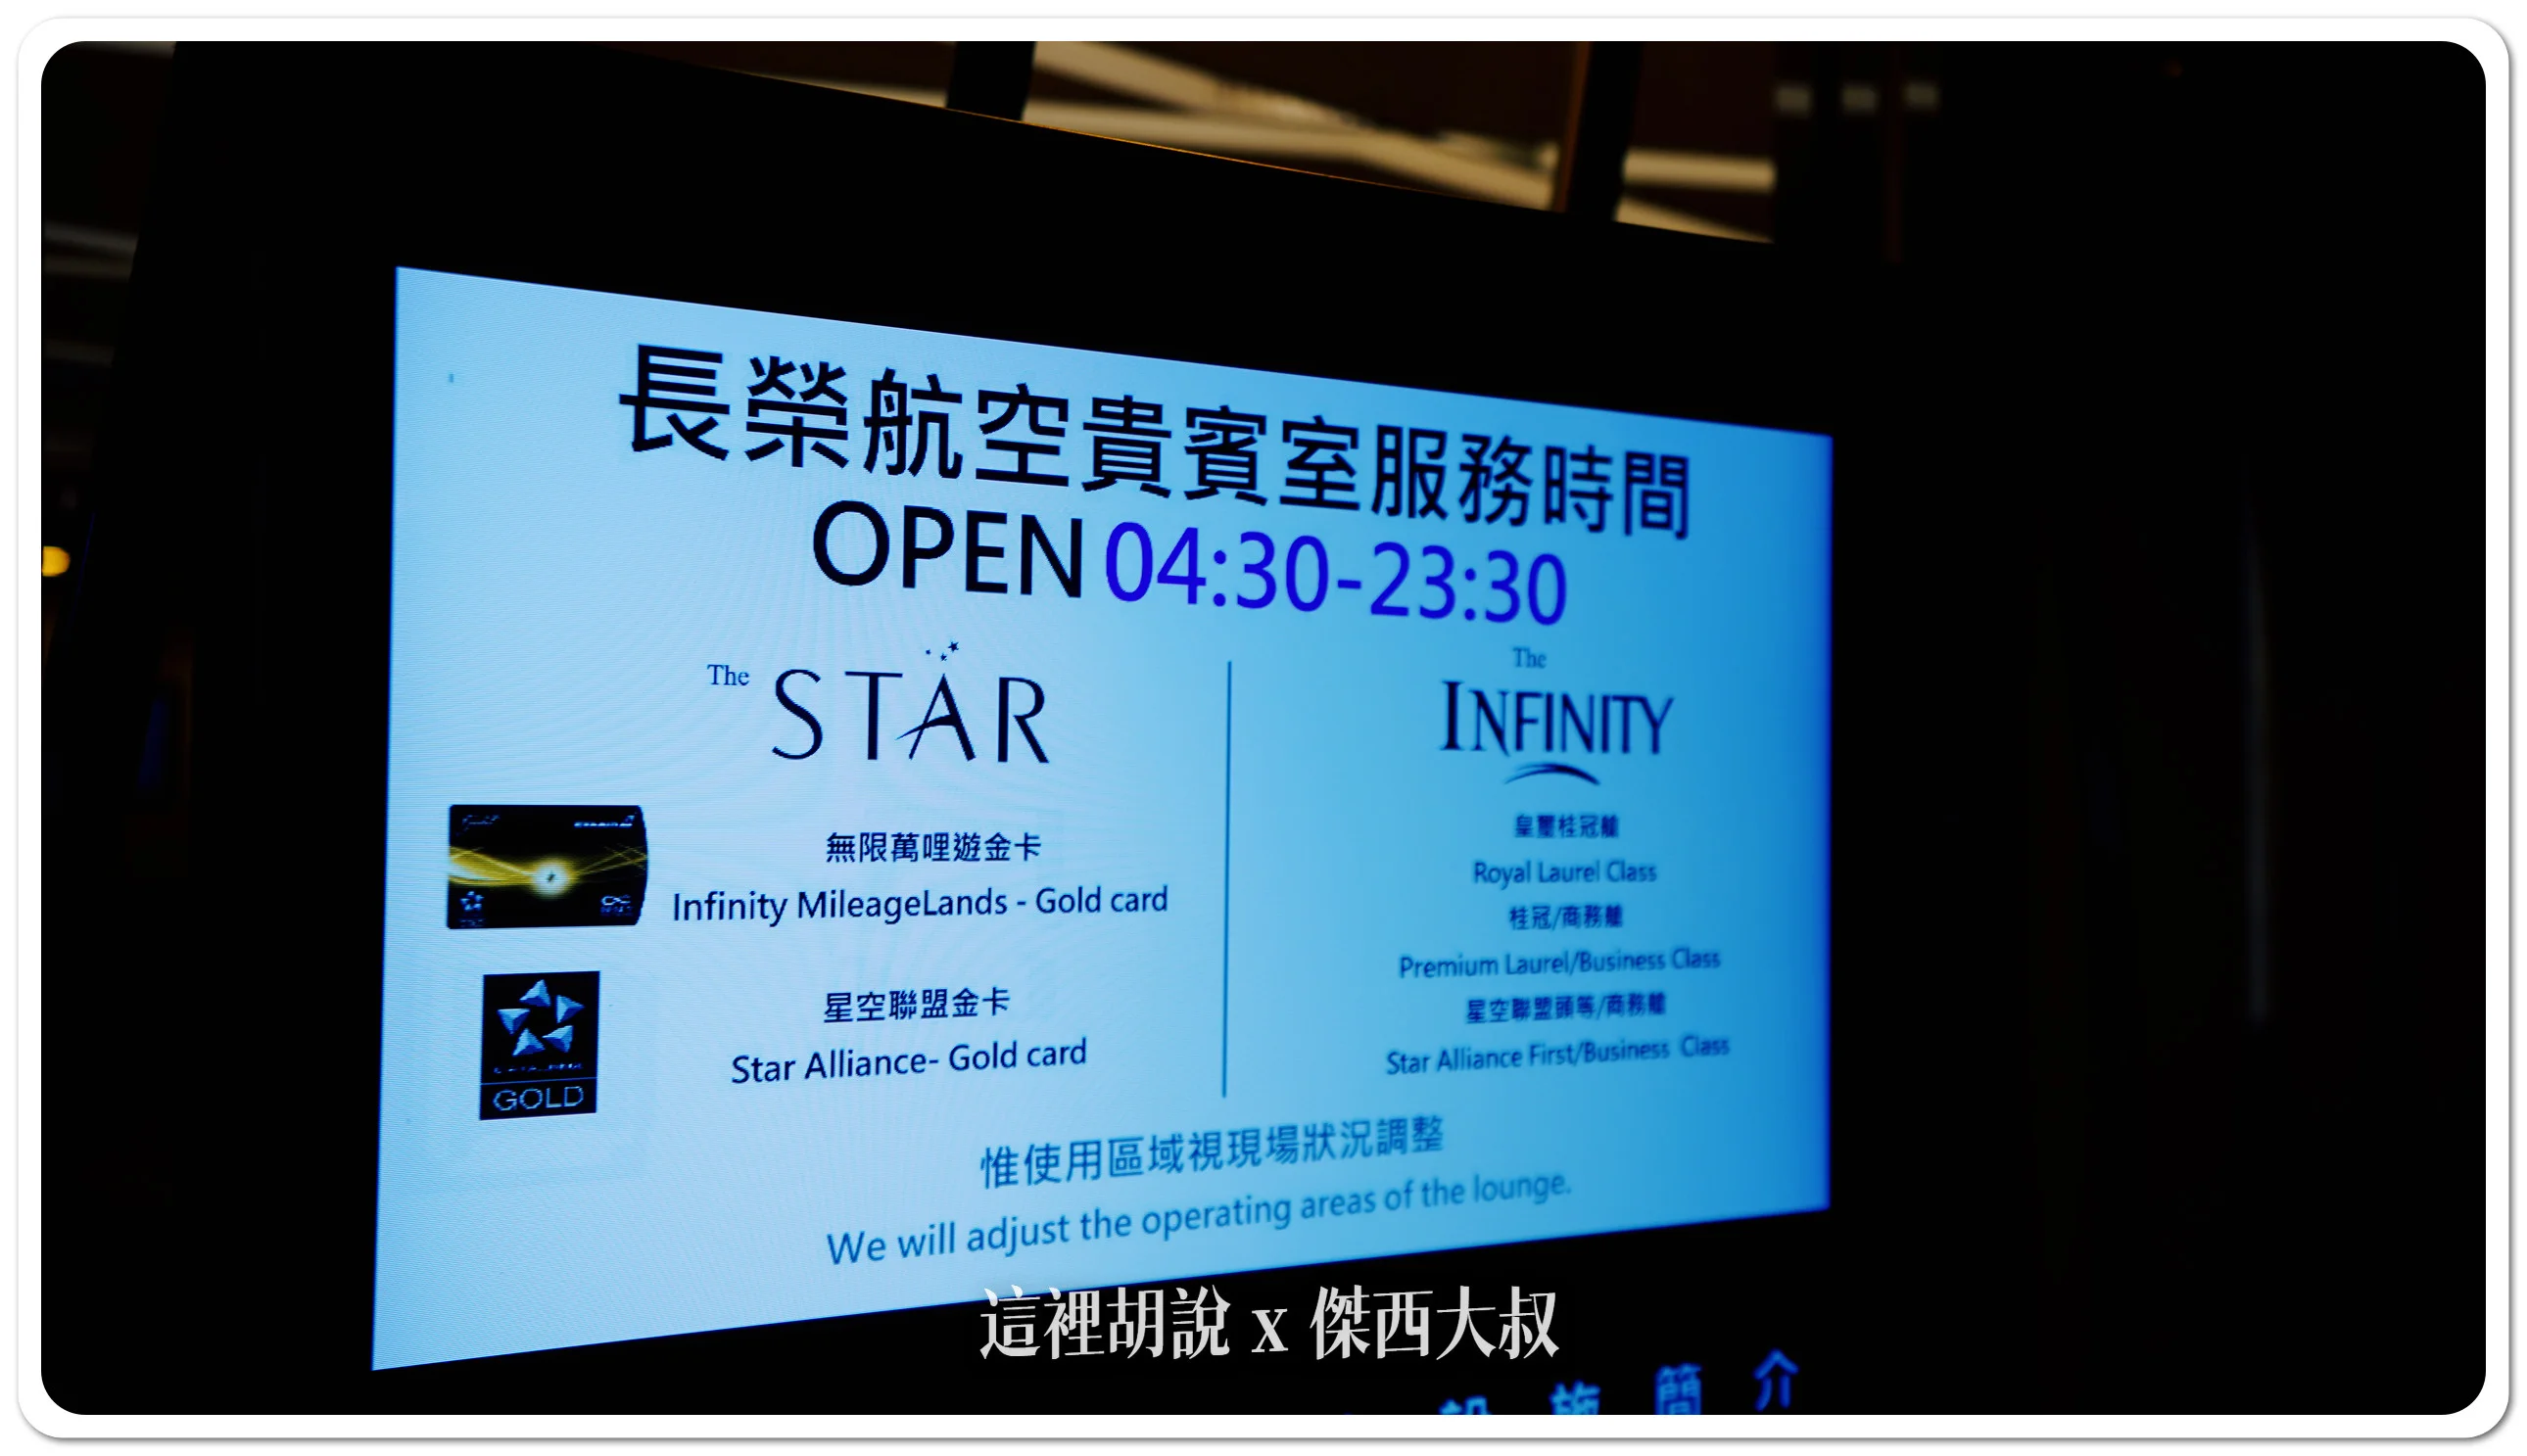 長榮航空貴賓室服務時間
OPEN 04:30-23:30
The STAR
無限萬哩遊金卡
Infinity MileageLands - Gold card
GOLD
星空聯盟金卡
Star Alliance- Gold card
The INFINITY
皇璽桂冠艙
Royal Laurel Class
桂冠/商務艙
Premium Laurel/Business Class
星空聯盟頭等/商務艙
Star Alliance First/Business Class
惟使用區域視現場狀況調整
We will adjust the operating areas of the lounge.
這裡胡說 x 傑西大叔
設施簡介